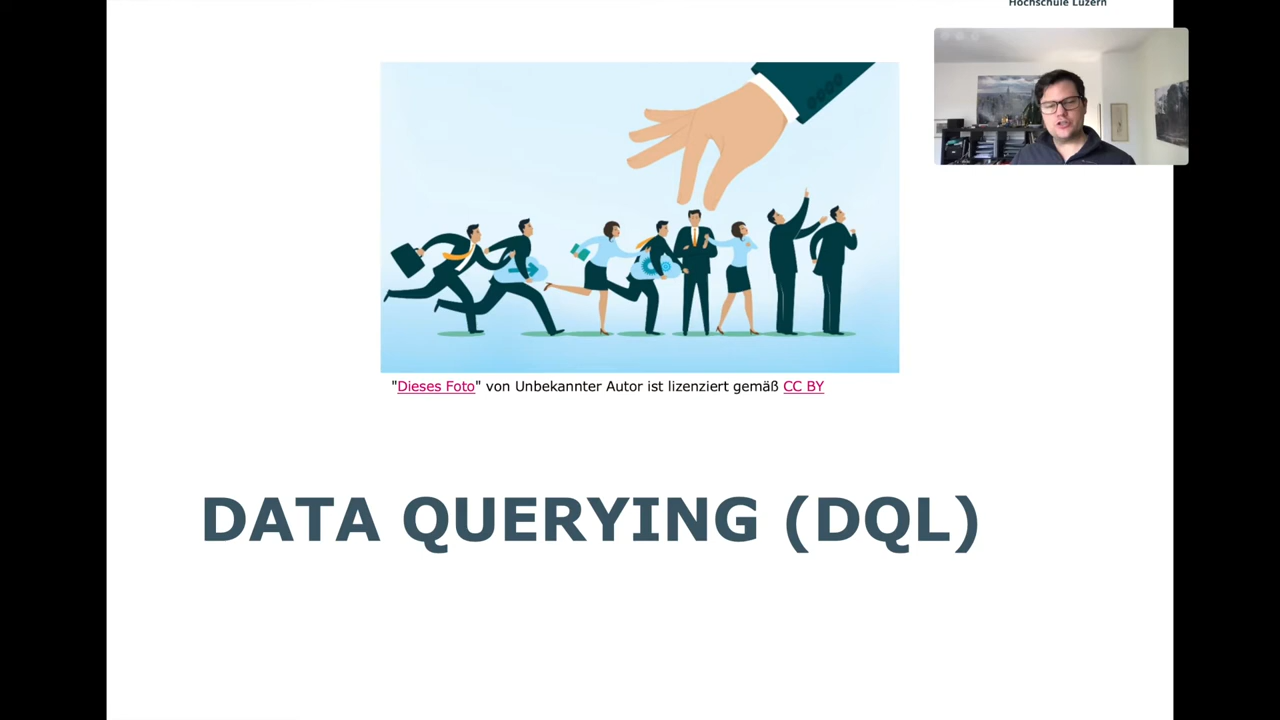 Hochschule Luzern
"Dieses Foto" von Unbekannter Autor ist lizenziert gemäß CC BY
DATA QUERYING (DQL)